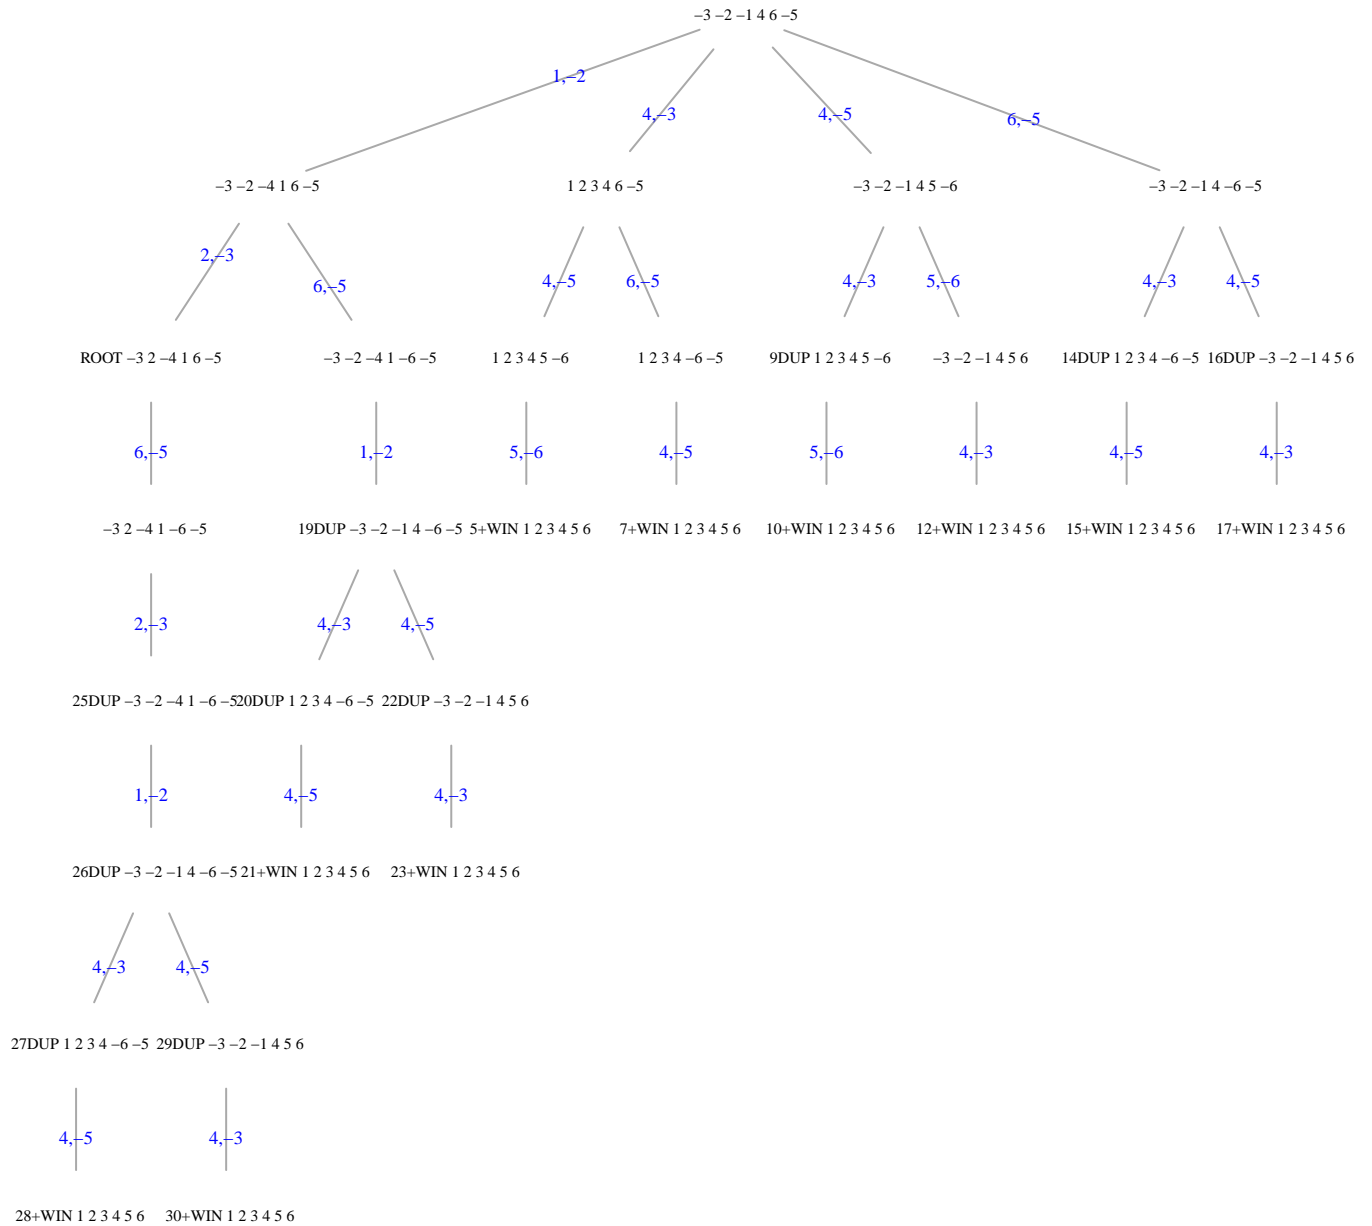 –3 –2 –1 4 6 –5
1,–2
4,–3
4,–5
6,–5
–3 –2 –4 1 6 –5
1 2 3 4 6 –5
–3 –2 –1 4 5 –6
–3 –2 –1 4 –6 –5
2,–3
6,–5
4,–5
6,–5
4,–3
5,–6
4,–3
4,–5
ROOT –3 2 –4 1 6 –5
–3 –2 –4 1 –6 –5
1 2 3 4 5 –6
1 2 3 4 –6 –5
9DUP 1 2 3 4 5 –6
–3 –2 –1 4 5 6
14DUP 1 2 3 4 –6 –5
16DUP –3 –2 –1 4 5 6
6,–5
1,–2
5,–6
4,–5
5,–6
4,–3
4,–5
4,–3
–3 2 –4 1 –6 –5
19DUP –3 –2 –1 4 –6 –5
5+WIN 1 2 3 4 5 6
7+WIN 1 2 3 4 5 6
10+WIN 1 2 3 4 5 6
12+WIN 1 2 3 4 5 6
15+WIN 1 2 3 4 5 6
17+WIN 1 2 3 4 5 6
2,–3
4,–3
4,–5
25DUP –3 –2 –4 1 –6 –5
20DUP 1 2 3 4 –6 –5
22DUP –3 –2 –1 4 5 6
1,–2
4,–5
4,–3
26DUP –3 –2 –1 4 –6 –5
21+WIN 1 2 3 4 5 6
23+WIN 1 2 3 4 5 6
4,–3
4,–5
27DUP 1 2 3 4 –6 –5
29DUP –3 –2 –1 4 5 6
4,–5
4,–3
28+WIN 1 2 3 4 5 6
30+WIN 1 2 3 4 5 6